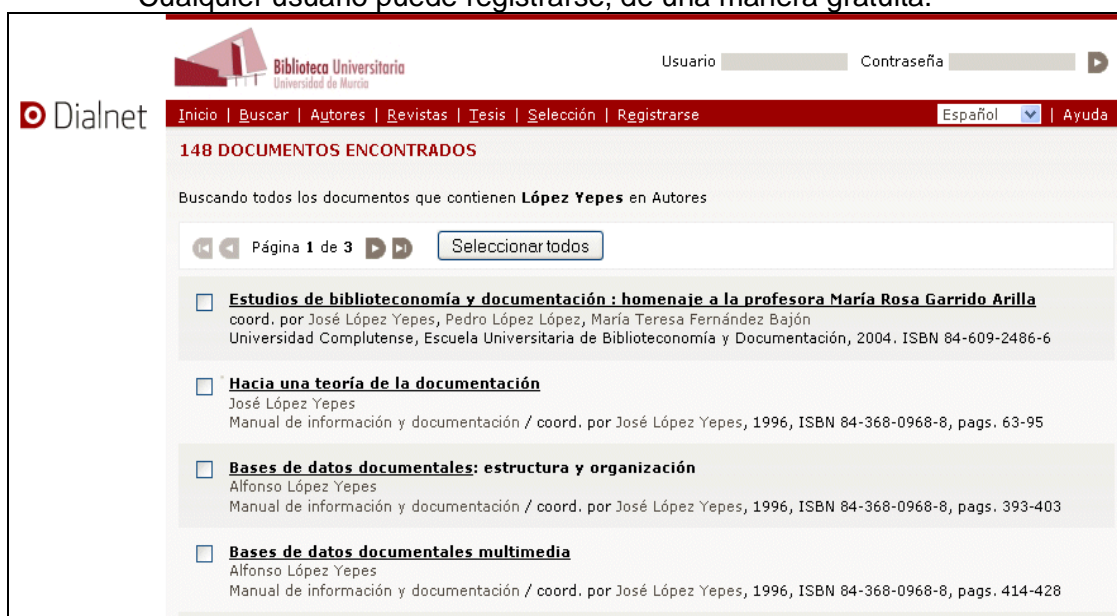 Cualquier usuario puede registrarse, de una manera gratuita.
Biblioteca Universitaria
Universidad de Murcia
Usuario
Contraseña
Dialnet
Inicio | Buscar | Autores | Revistas | Tesis | Selección | Registrarse
Español | Ayuda
148 DOCUMENTOS ENCONTRADOS
Buscando todos los documentos que contienen López Yepes en Autores
Página 1 de 3
Seleccionar todos
Estudios de biblioteconomía y documentación : homenaje a la profesora María Rosa Garrido Arilla
coord. por José López Yepes, Pedro López López, María Teresa Fernández Bajón
Universidad Complutense, Escuela Universitaria de Biblioteconomía y Documentación, 2004. ISBN 84-609-2486-6
Hacia una teoría de la documentación
José López Yepes
Manual de información y documentación / coord. por José López Yepes, 1996, ISBN 84-368-0968-8, pags. 63-95
Bases de datos documentales: estructura y organización
Alfonso López Yepes
Manual de información y documentación / coord. por José López Yepes, 1996, ISBN 84-368-0968-8, pags. 393-403
Bases de datos documentales multimedia
Alfonso López Yepes
Manual de información y documentación / coord. por José López Yepes, 1996, ISBN 84-368-0968-8, pags. 414-428